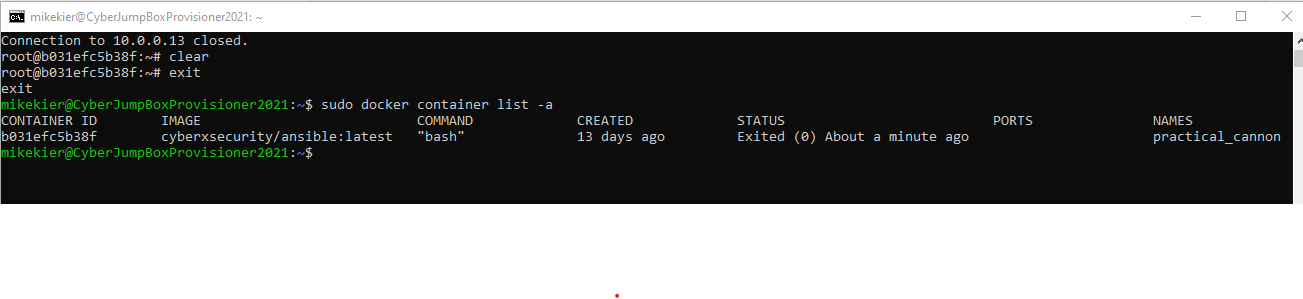 mikekier@CyberJumpBoxProvisioner2021: ~
Connection to 10.0.0.13 closed.
root@b031efc5b38f:~# clear
root@b031efc5b38f:~# exit
exit
mikekier@CyberJumpBoxProvisioner2021:~$ sudo docker container list -a
CONTAINER ID        IMAGE                           COMMAND             CREATED             STATUS                          PORTS               NAMES
b031efc5b38f        cyberxsecurity/ansible:latest   "bash"              13 days ago         Exited (0) About a minute ago                       practical_cannon
mikekier@CyberJumpBoxProvisioner2021:~$